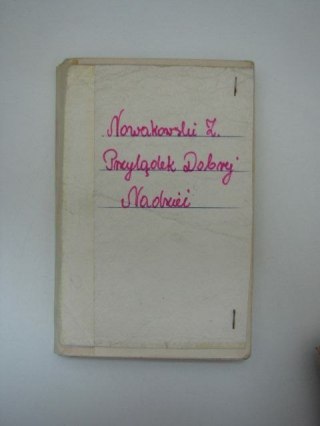 Nowakowski Z.
Przylądek Dobrej
Nadziei